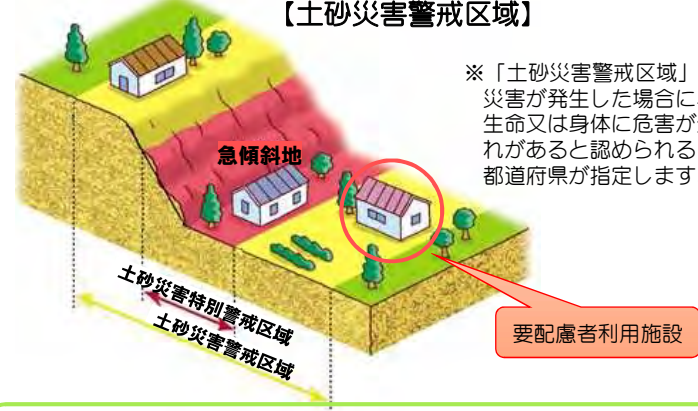 【土砂災害警戒区域】
※「土砂災害警戒区域」
災害が発生した場合に
生命又は身体に危害が
れがあると認められる
都道府県が指定します
急傾斜地
土砂災害特別警戒区域
土砂災害警戒区域
要配慮者利用施設